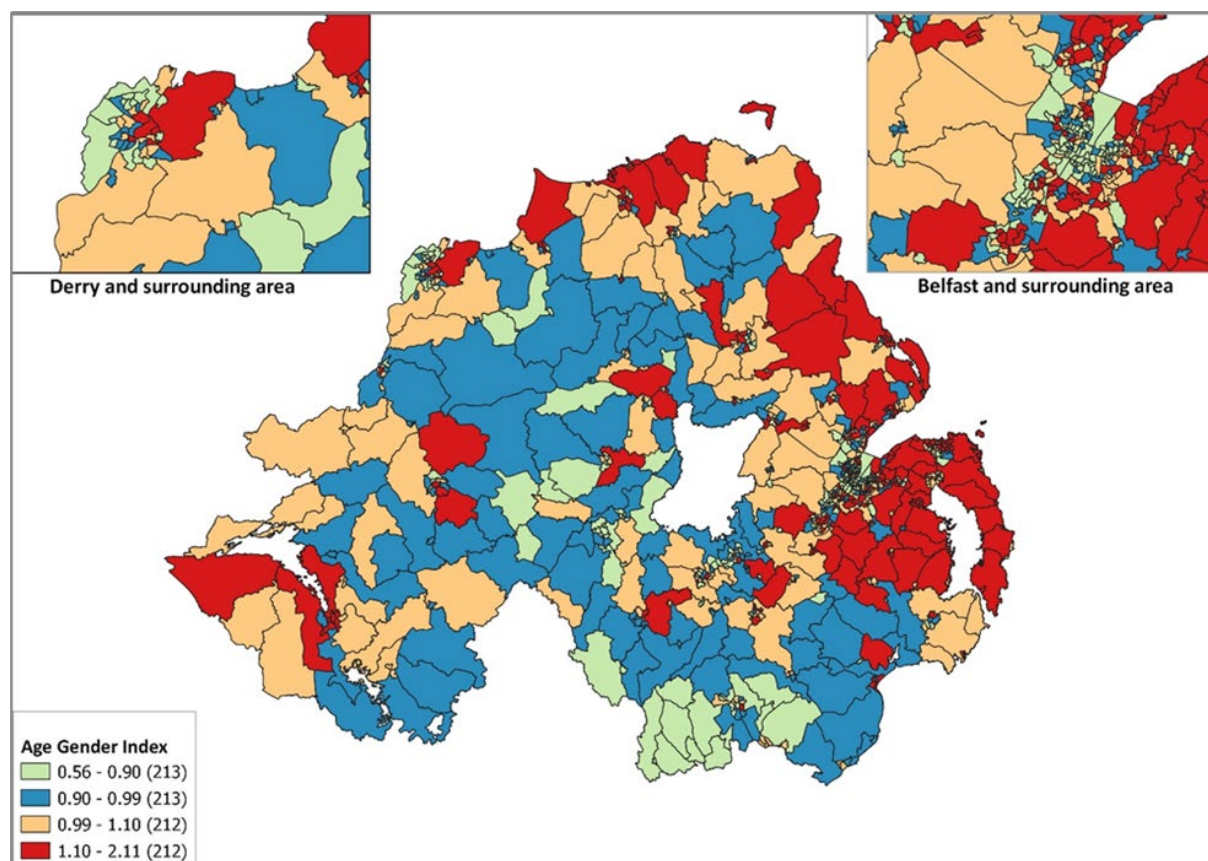 Derry and surrounding area
Belfast and surrounding area
Age Gender Index
0.56 - 0.90 (213)
0.90 - 0.99 (213)
0.99 - 1.10 (212)
1.10 - 2.11 (212)